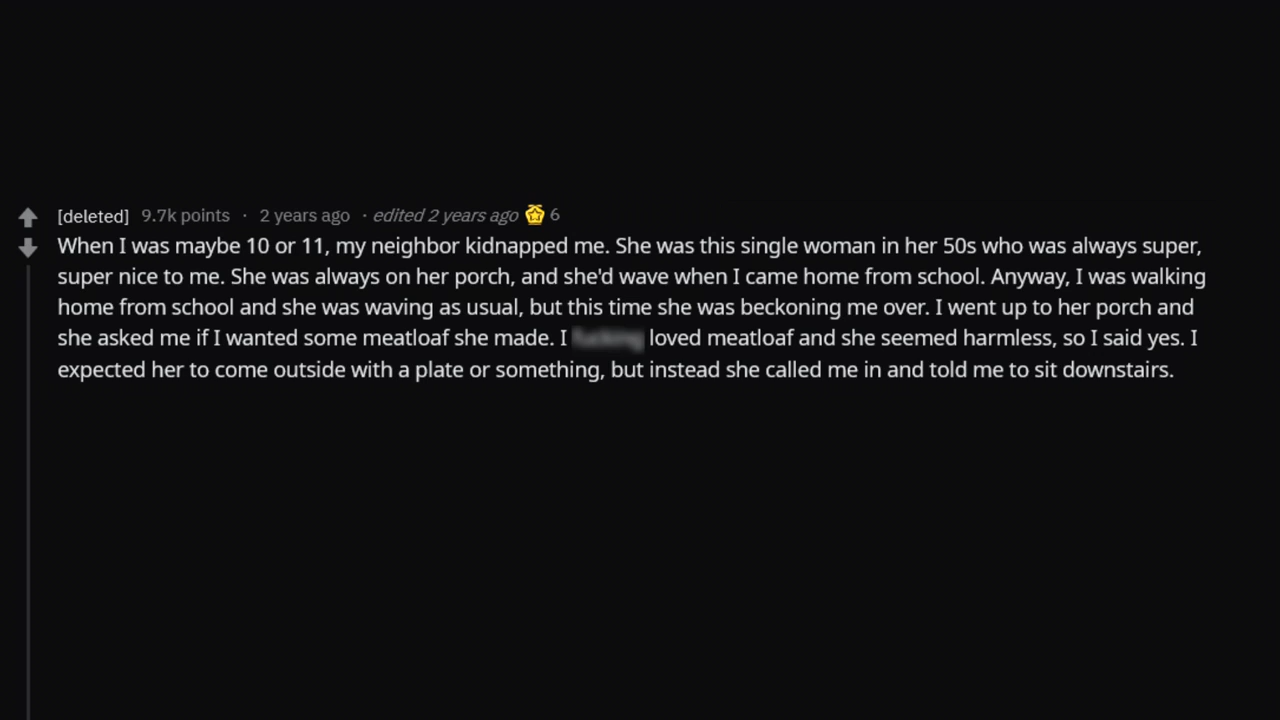 [deleted] 9.7k points · 2 years ago · edited 2 years ago 6
When I was maybe 10 or 11, my neighbor kidnapped me. She was this single woman in her 50s who was always super,
super nice to me. She was always on her porch, and she'd wave when I came home from school. Anyway, I was walking
home from school and she was waving as usual, but this time she was beckoning me over. I went up to her porch and
she asked me if I wanted some meatloaf she made. I loved meatloaf and she seemed harmless, so I said yes. I
expected her to come outside with a plate or something, but instead she called me in and told me to sit downstairs.